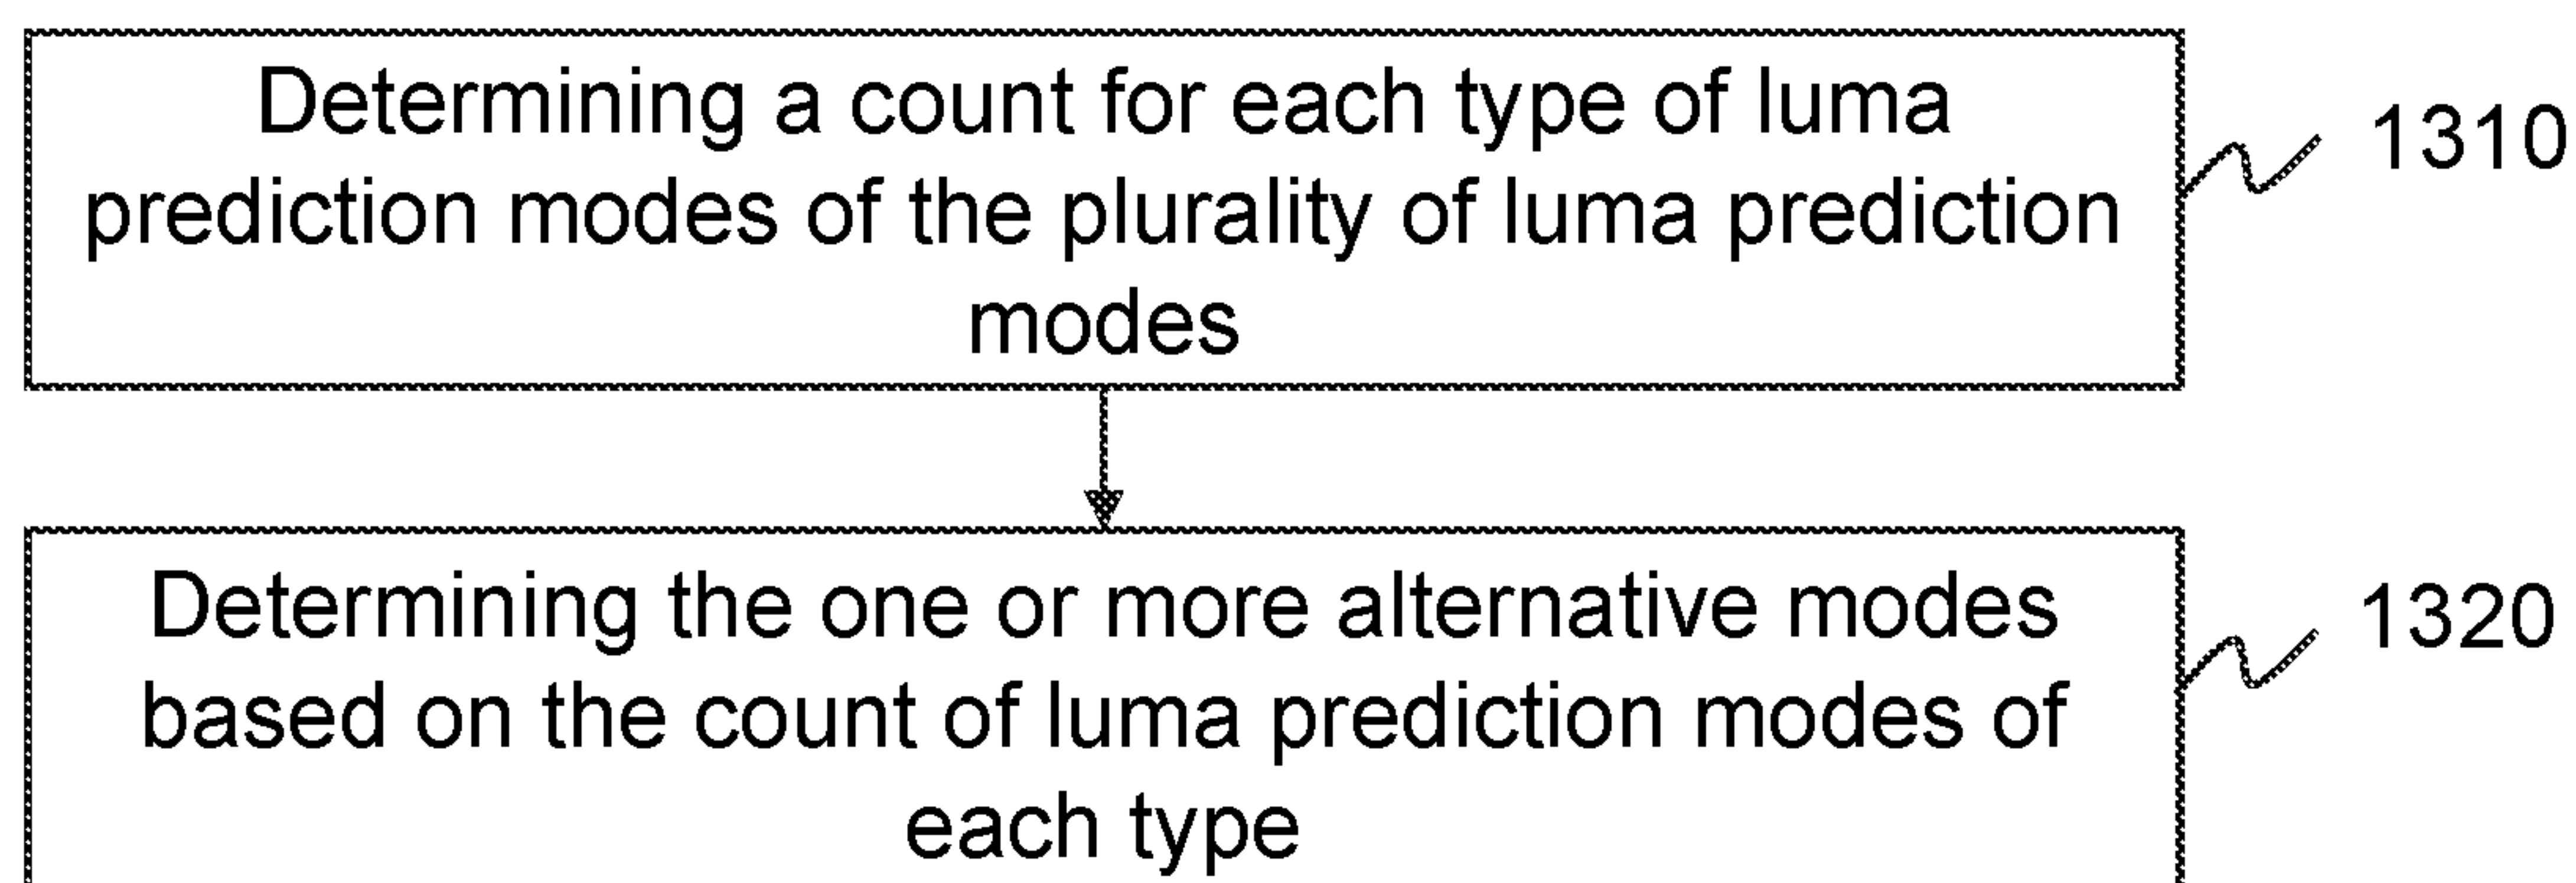 Determining a count for each type of luma
prediction modes of the plurality of luma prediction
modes
1310
Determining the one or more alternative modes
based on the count of luma prediction modes of
each type
1320